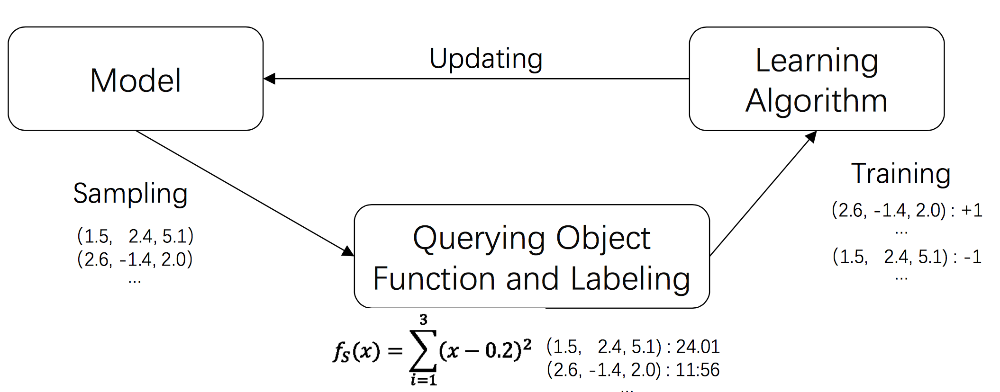 Model
Updating
Learning
Algorithm
Sampling
(1.5, 2.4, 5.1)
(2.6, -1.4, 2.0)
...
Querying Object
Function and Labeling
Training
(2.6, -1.4, 2.0) : +1
...
(1.5, 2.4, 5.1) : -1
...
f_S(x) = ∑_{i=1}^{3} (x − 0.2)²
(1.5, 2.4, 5.1) : 24.01
(2.6, -1.4, 2.0) : 11:56
...